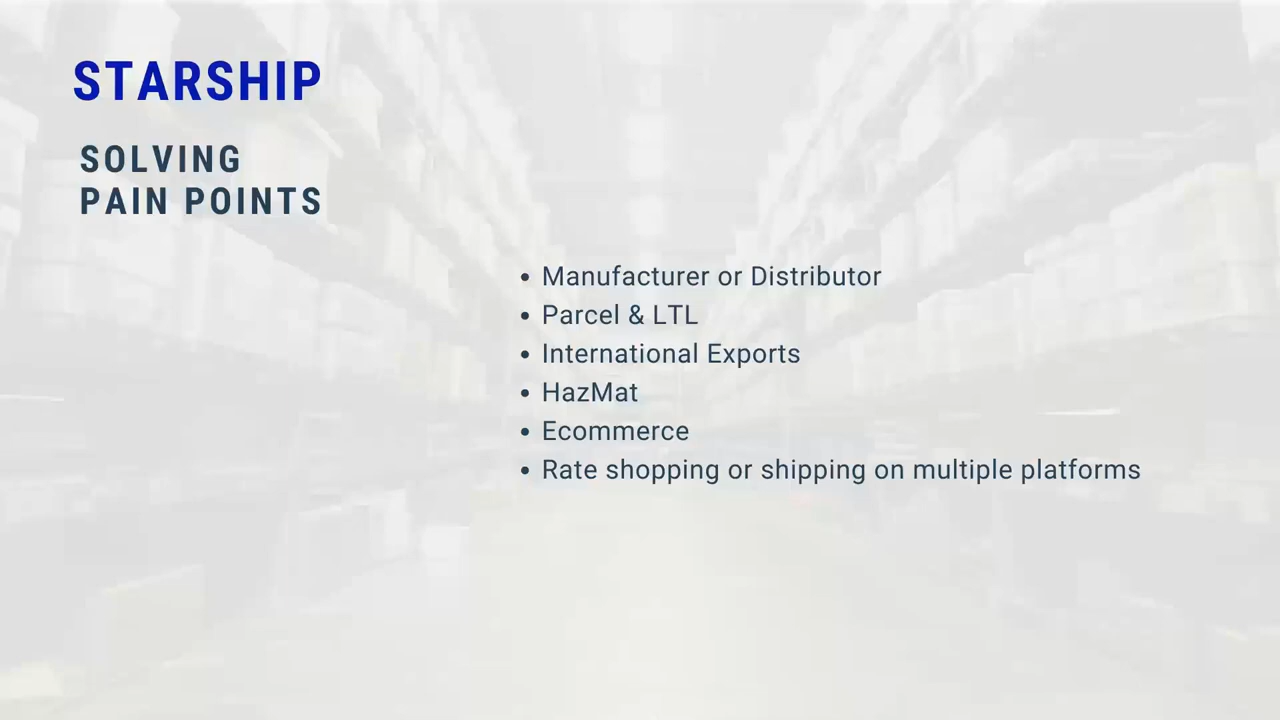 STARSHIP
SOLVING
PAIN POINTS
• Manufacturer or Distributor
• Parcel & LTL
• International Exports
• HazMat
• Ecommerce
• Rate shopping or shipping on multiple platforms